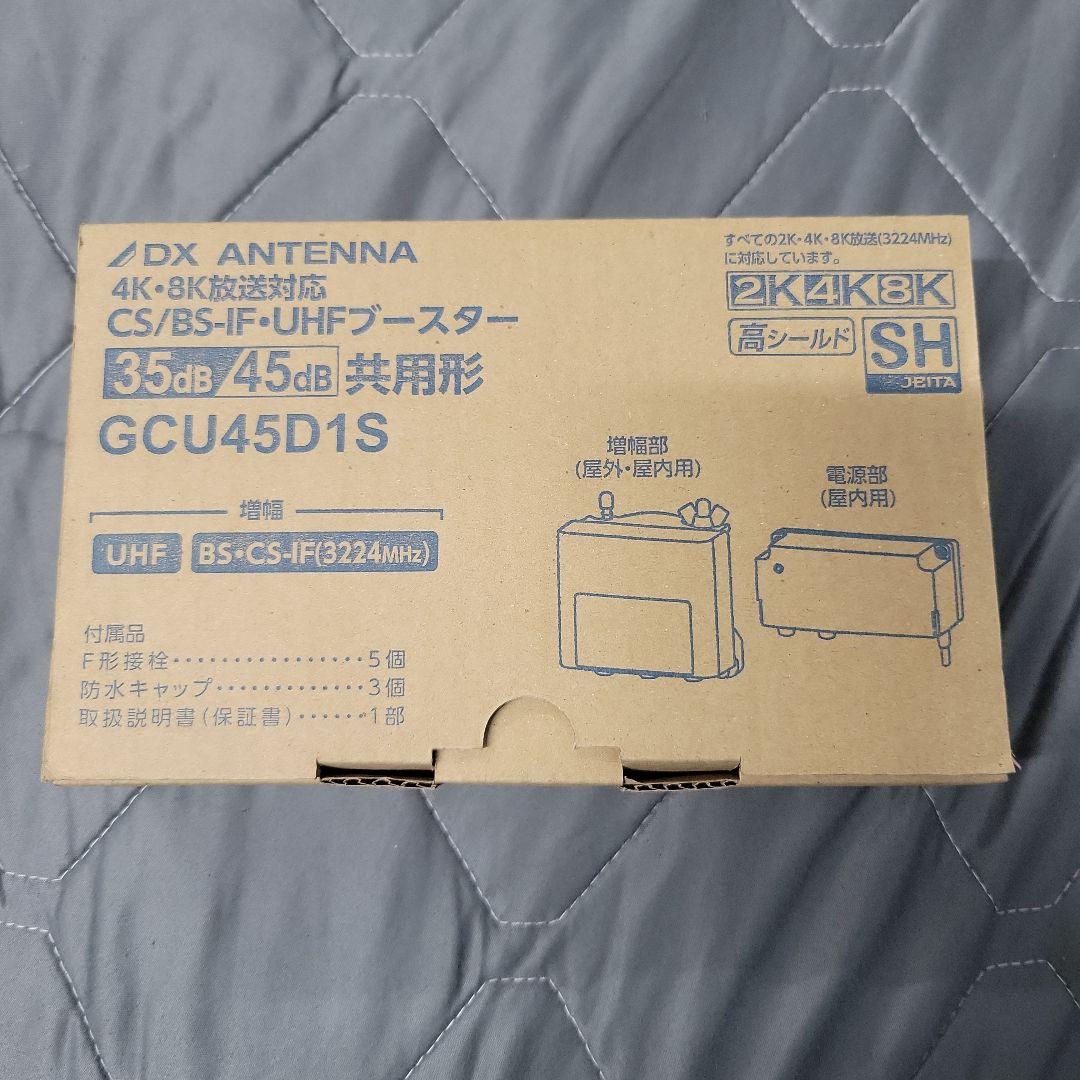 DX ANTENNA
4K・8K放送対応
CS/BS-IF・UHFブースター
35dB/45dB 共用形
GCU45D1S
増幅
UHF BS・CS-IF(3224MHz)
付属品
F形接栓・・・・・・・・・・・・・・・・5個
防水キャップ・・・・・・・・・・・・・3個
取扱説明書(保証書)・・・・・・1部
すべての2K・4K・8K放送(3224MHz)
に対応しています。
2K4K8K
高シールド
SH
JEITA
増幅部
(屋外・屋内用)
電源部
(屋内用)